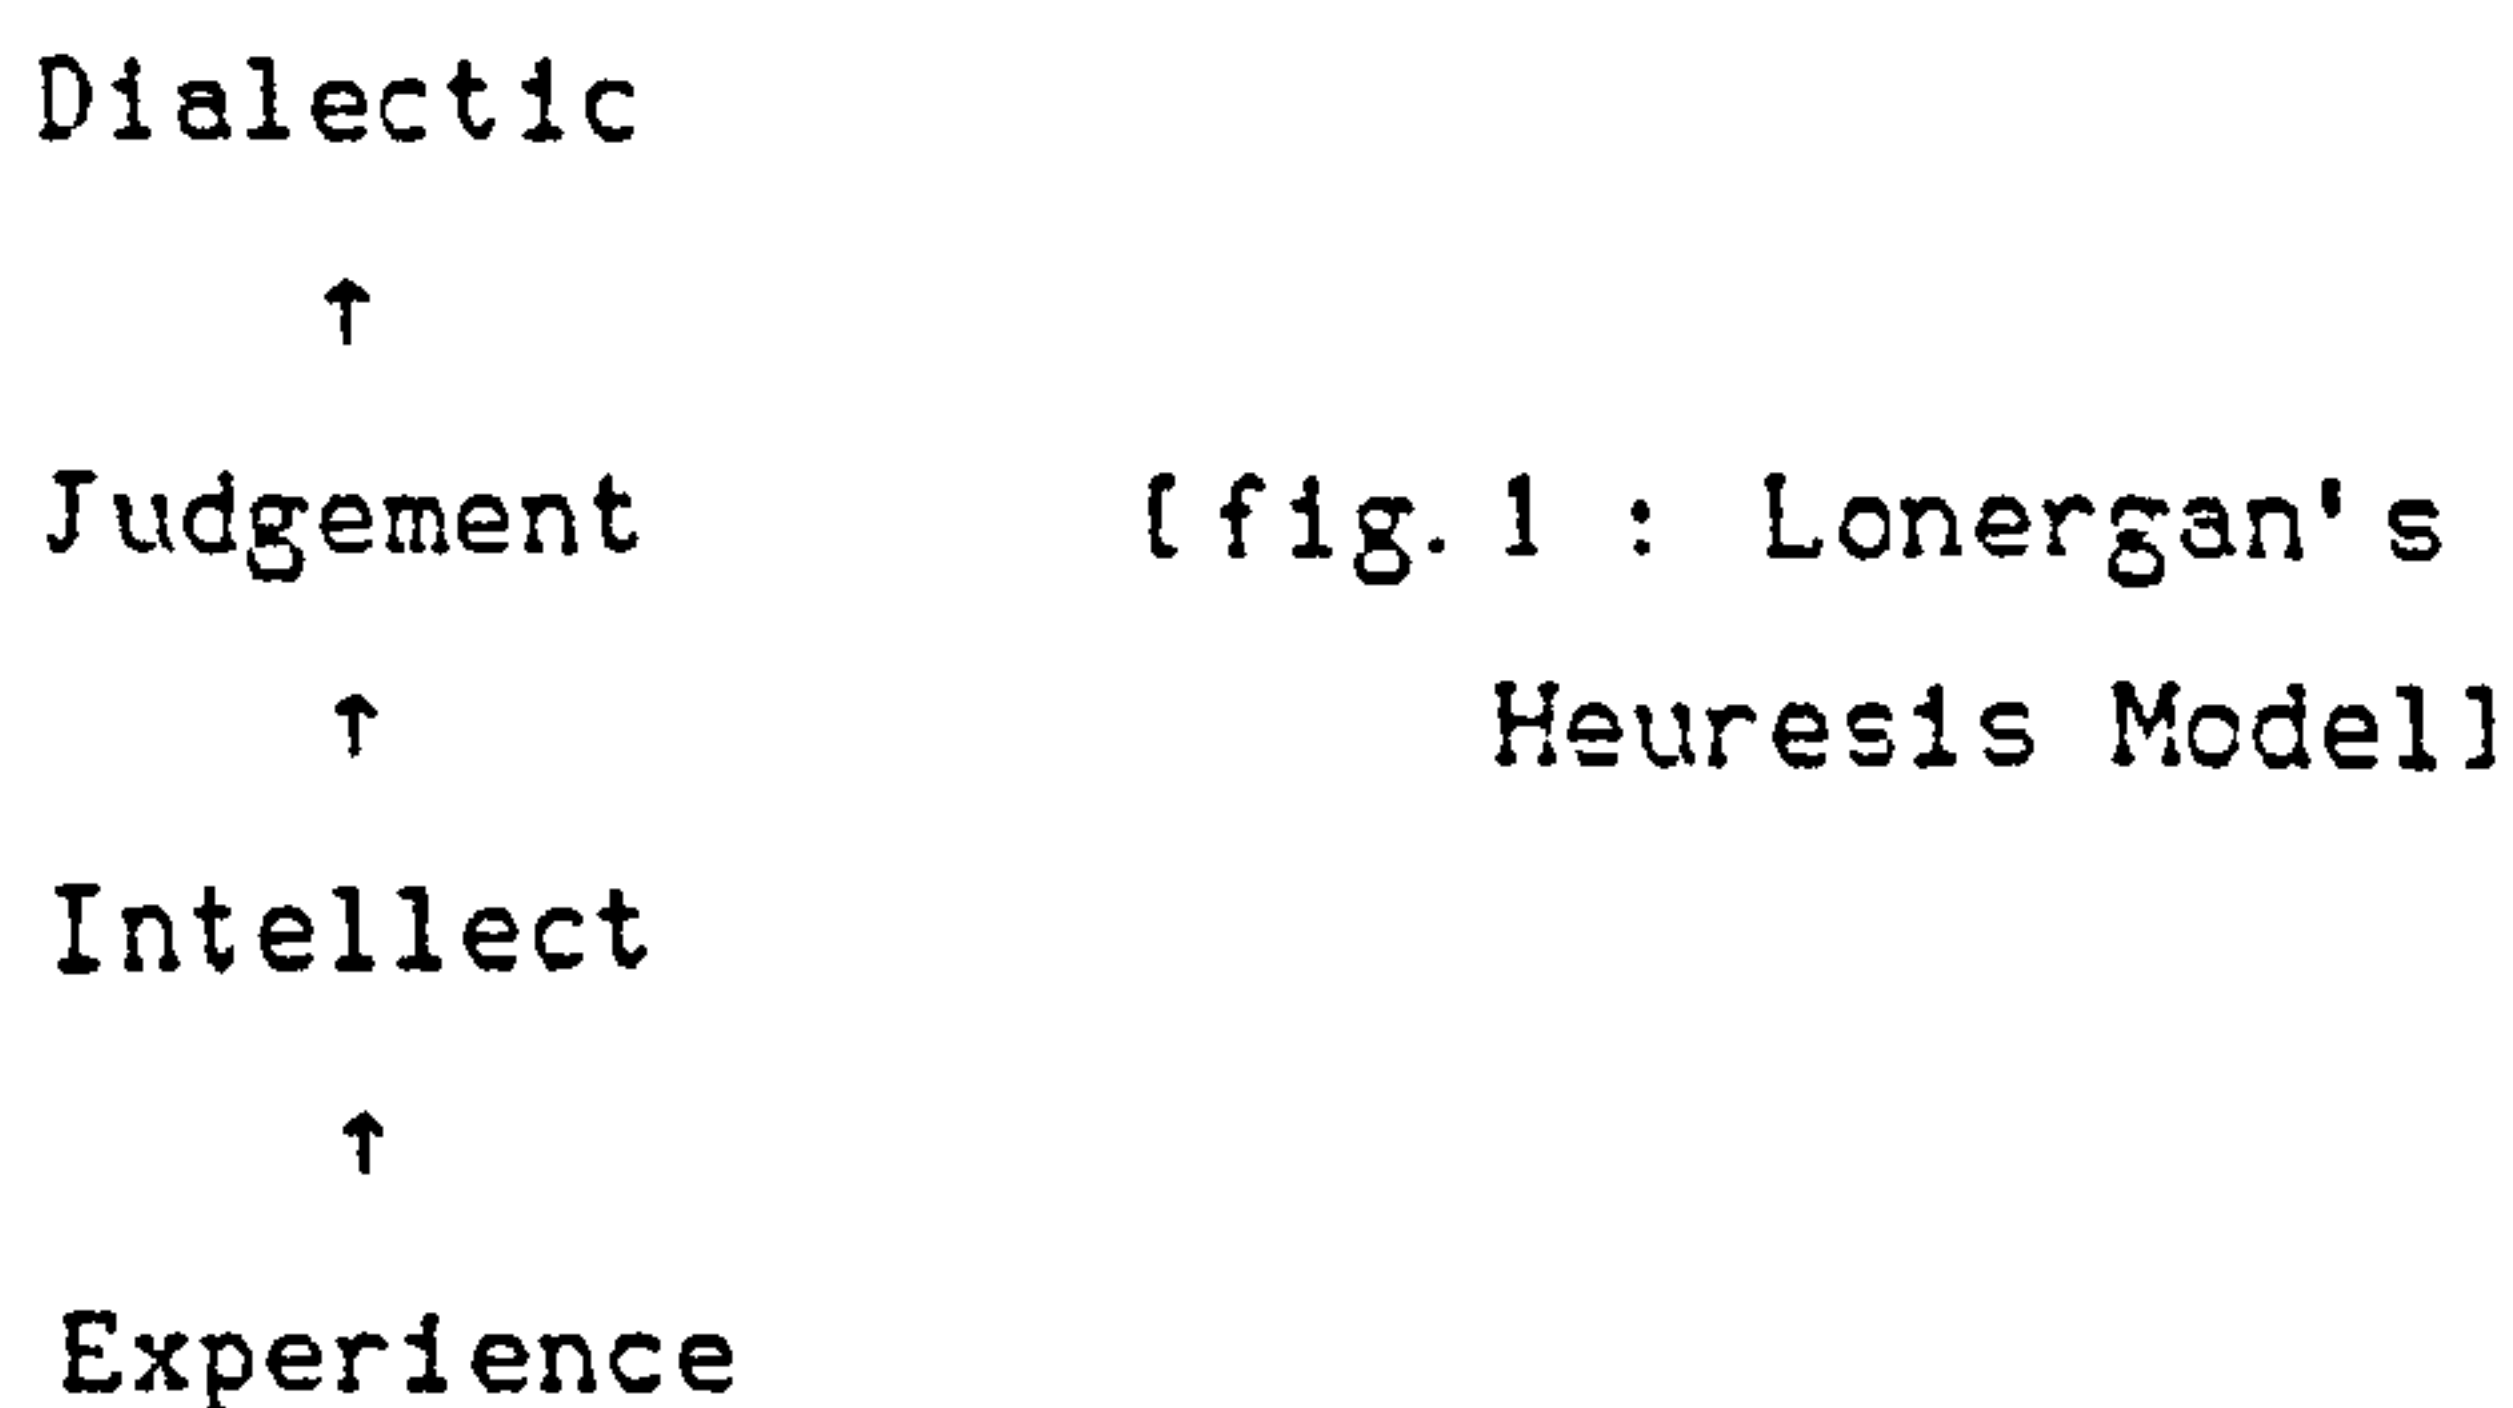 Dialectic
↑
Judgement [fig. 1 : Lonergan's
↑ Heuresis Model]
Intellect
↑
Experience